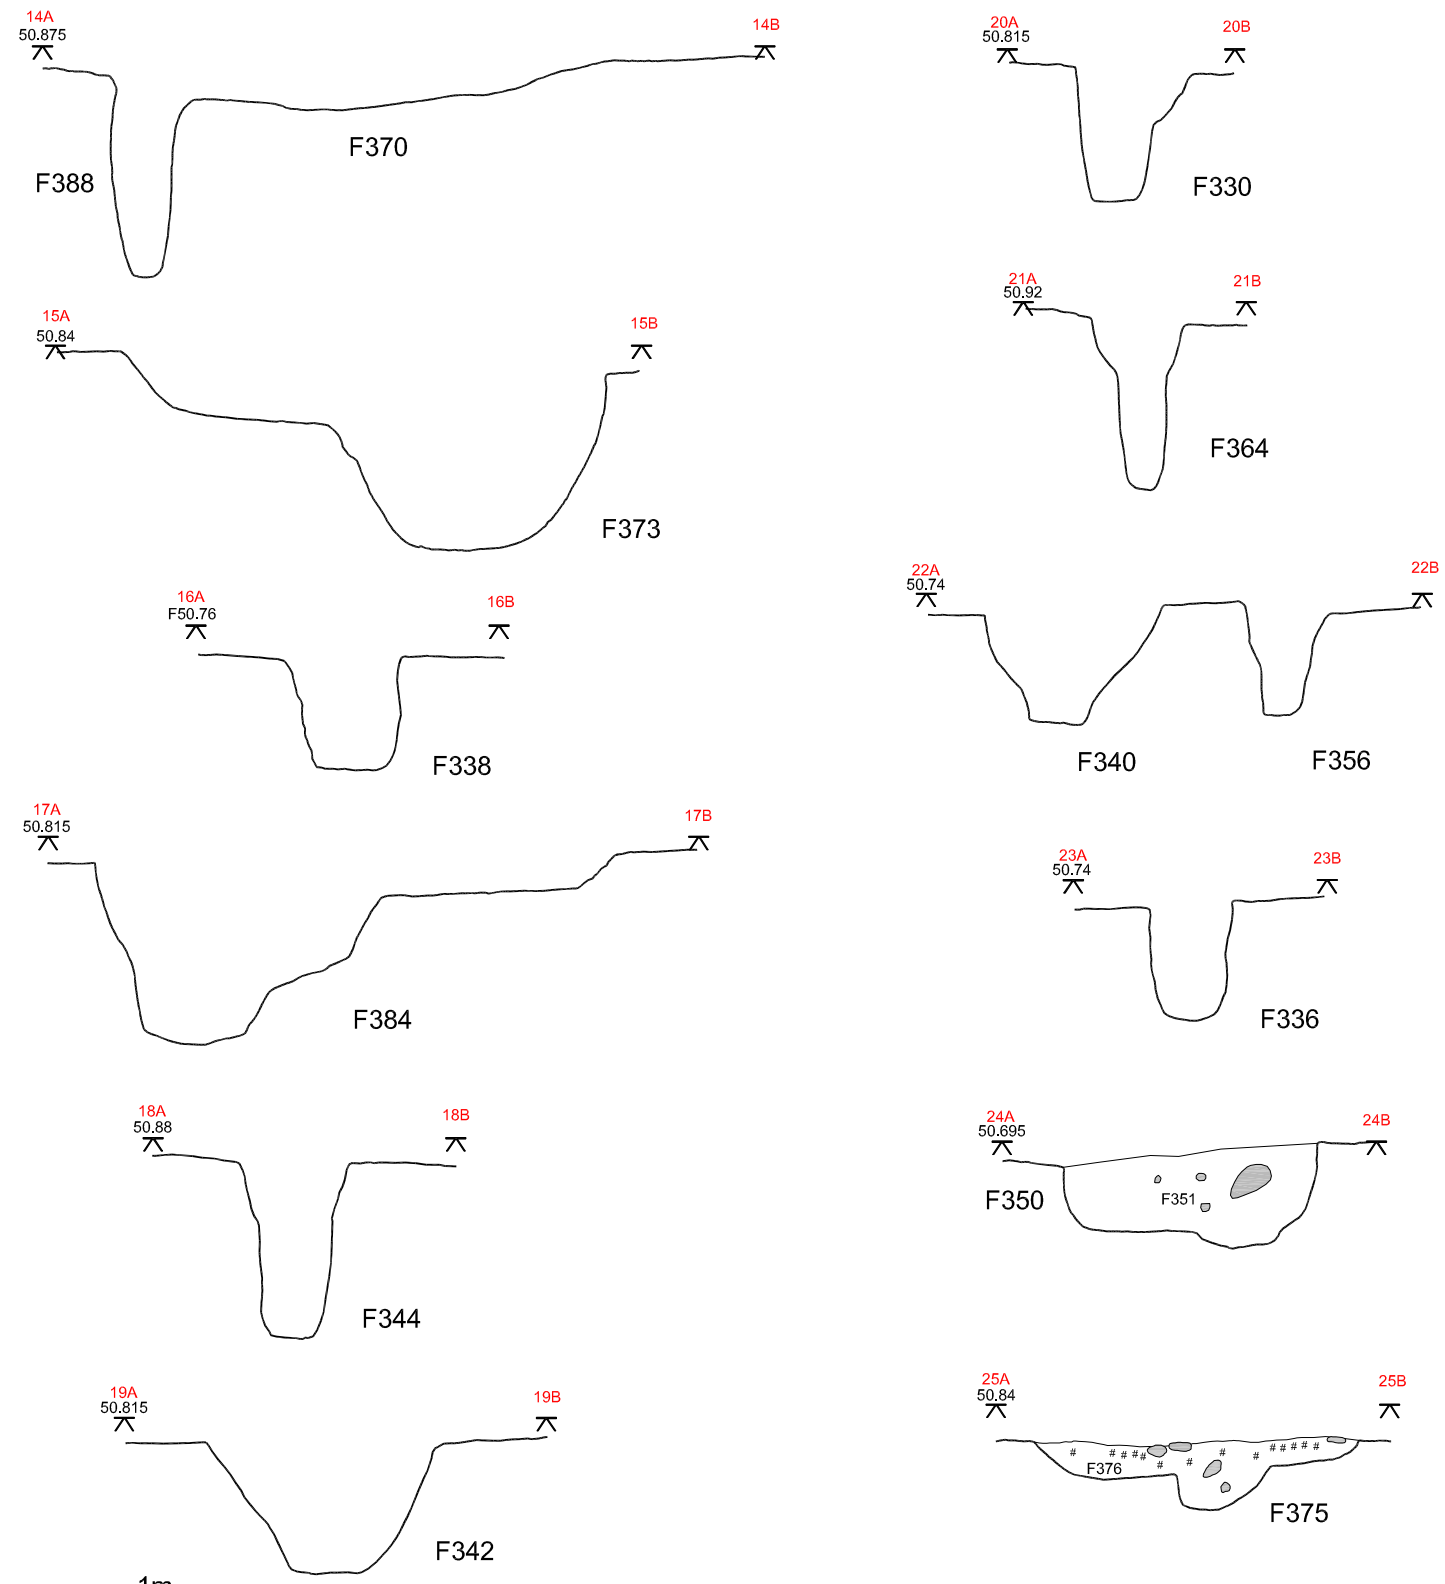 14A
50.875
14B
F370
F388
15A
50.84
15B
F373
16A
F50.76
16B
F338
17A
50.815
17B
F384
18A
50.88
18B
F344
19A
50.815
19B
F342
1m
20A
50.815
20B
F330
21A
50.92
21B
F364
22A
50.74
22B
F340
F356
23A
50.74
23B
F336
24A
50.695
24B
F350
F351
25A
50.84
25B
# # # # # # # # # # # # # #
F376
F375